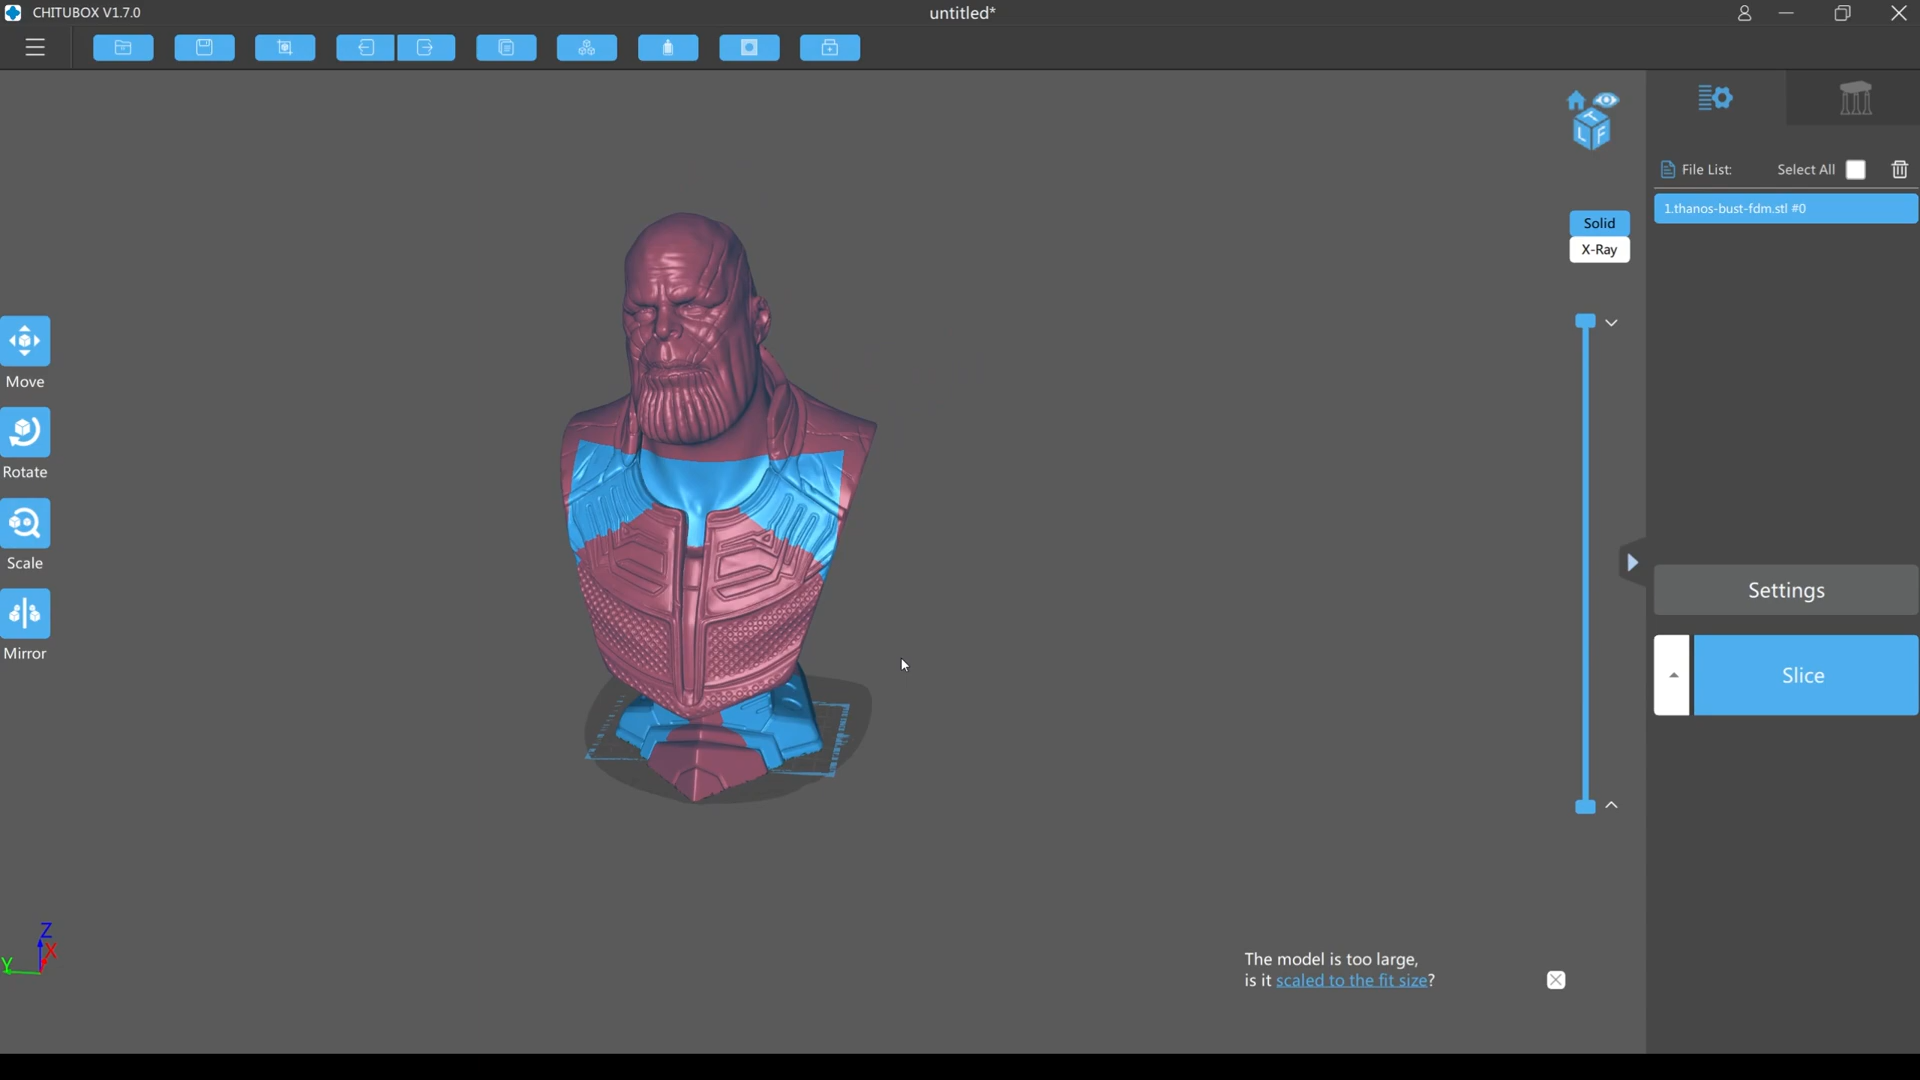 CHITUBOX V1.7.0
untitled*
File List:
Select All
1.thanos-bust-fdm.stl #0
T
L F
Solid
X-Ray
Move
Rotate
Scale
Mirror
Settings
Slice
Z
X
Y
The model is too large,
is it scaled to the fit size?